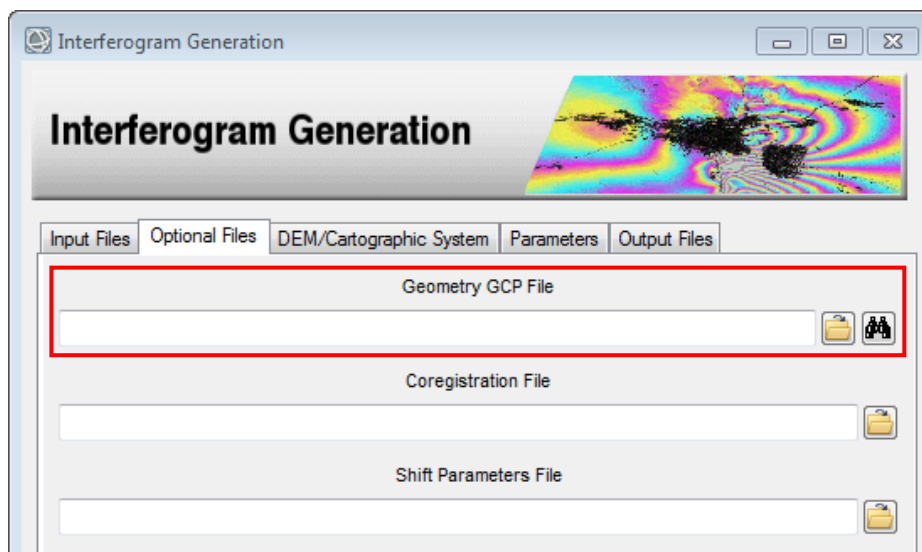 Interferogram Generation
Interferogram Generation
Input Files Optional Files DEM/Cartographic System Parameters Output Files
Geometry GCP File
Coregistration File
Shift Parameters File